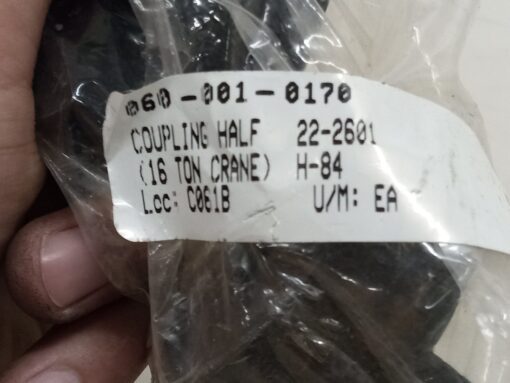 060-001-0170
COUPLING HALF 22-2601
(16 TON CRANE) H-84
Loc: C061B U/M: EA